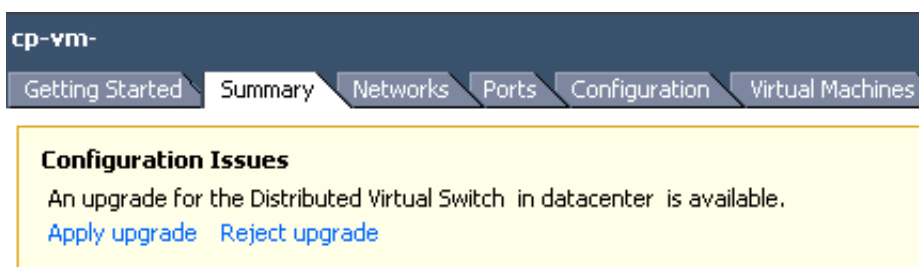 cp-vm-
Getting Started Summary Networks Ports Configuration Virtual Machines
Configuration Issues
An upgrade for the Distributed Virtual Switch in datacenter is available.
Apply upgrade Reject upgrade